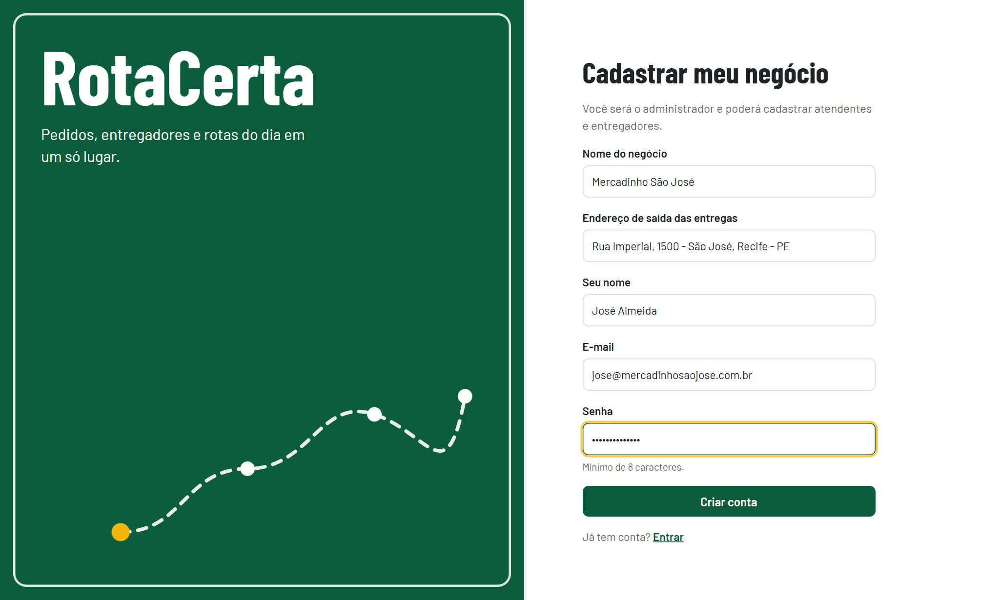 RotaCerta
Pedidos, entregadores e rotas do dia em
um só lugar.
Cadastrar meu negócio
Você será o administrador e poderá cadastrar atendentes
e entregadores.
Nome do negócio
Mercadinho São José
Endereço de saída das entregas
Rua Imperial, 1500 - São José, Recife - PE
Seu nome
José Almeida
E-mail
jose@mercadinhosaojose.com.br
Senha
••••••••••••••
Mínimo de 8 caracteres.
Criar conta
Já tem conta? Entrar